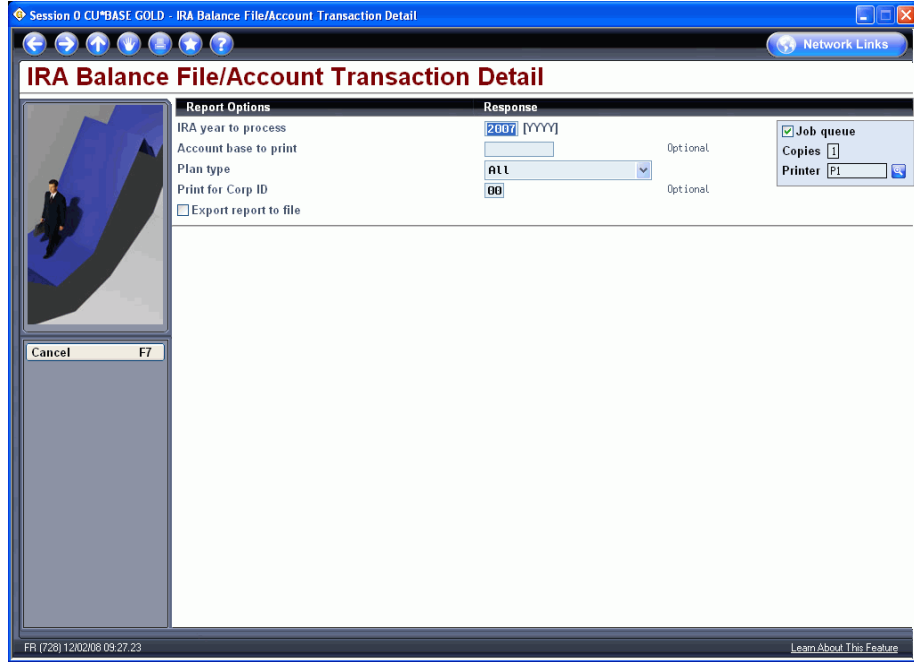 Session 0 CU*BASE GOLD - IRA Balance File/Account Transaction Detail
Network Links
IRA Balance File/Account Transaction Detail
Report Options Response
IRA year to process 2007 [YYYY]
Account base to print Optional
Plan type All
Print for Corp ID 00 Optional
Export report to file
Job queue
Copies 1
Printer P1
Cancel F7
FR (728) 12/02/08 09:27.23
Learn About This Feature